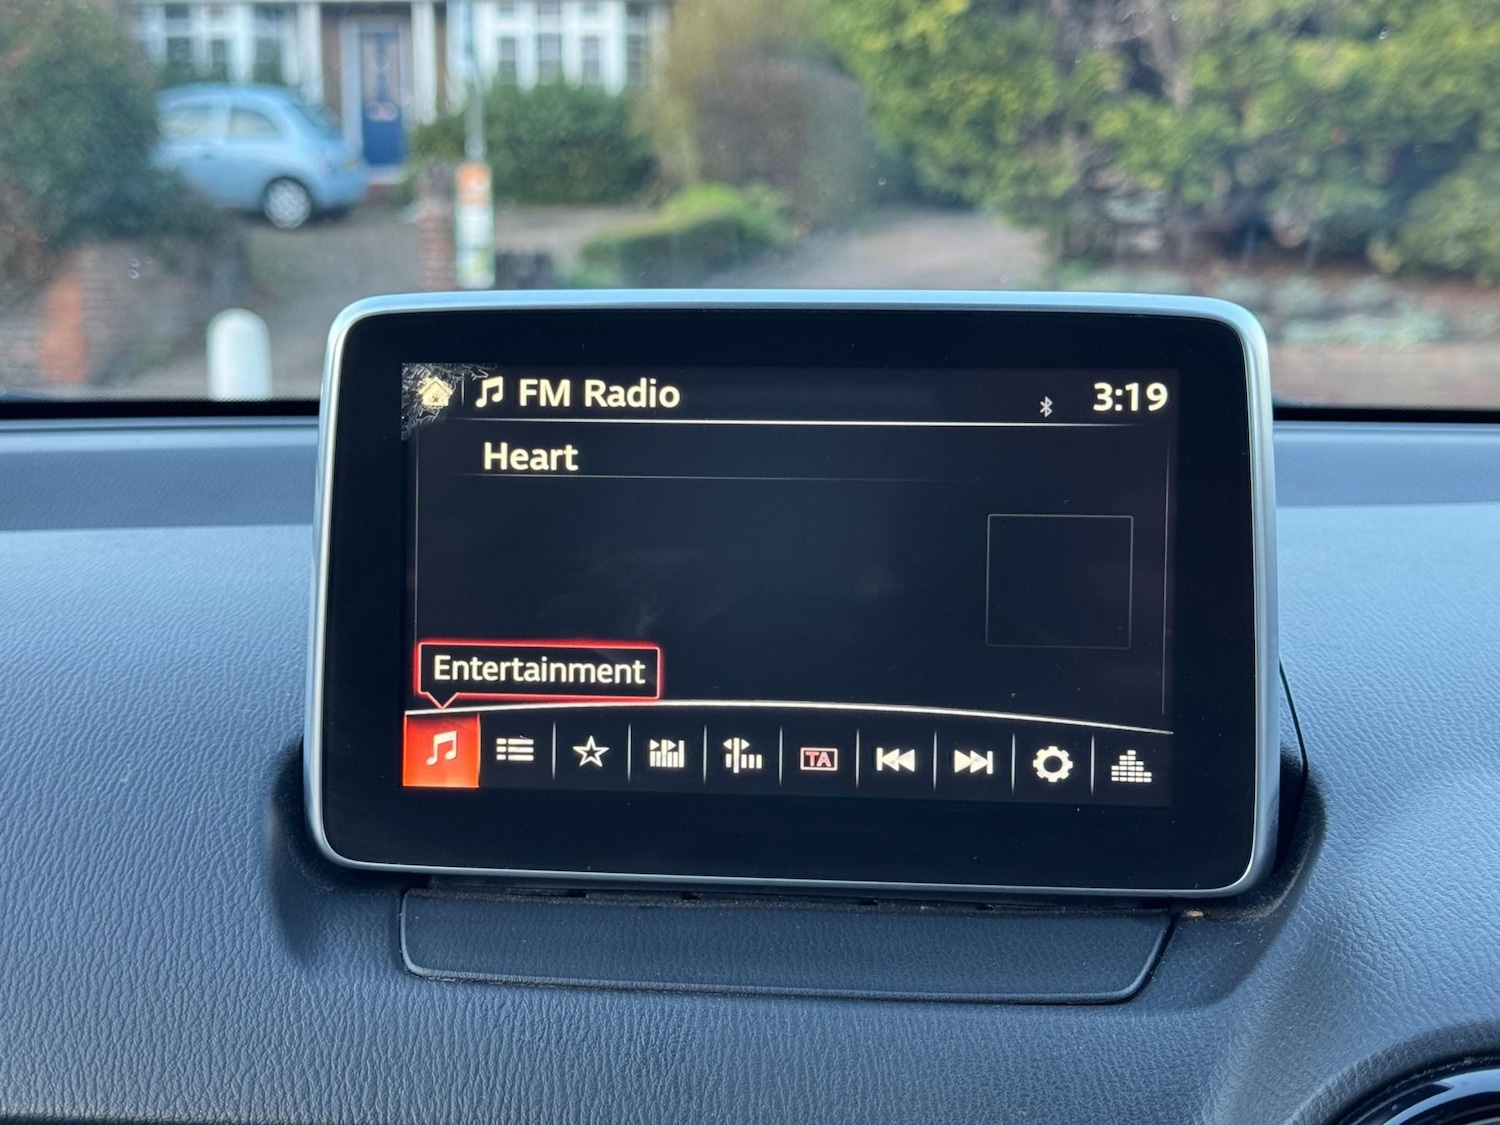 FM Radio 3:19
Heart
Entertainment
TA